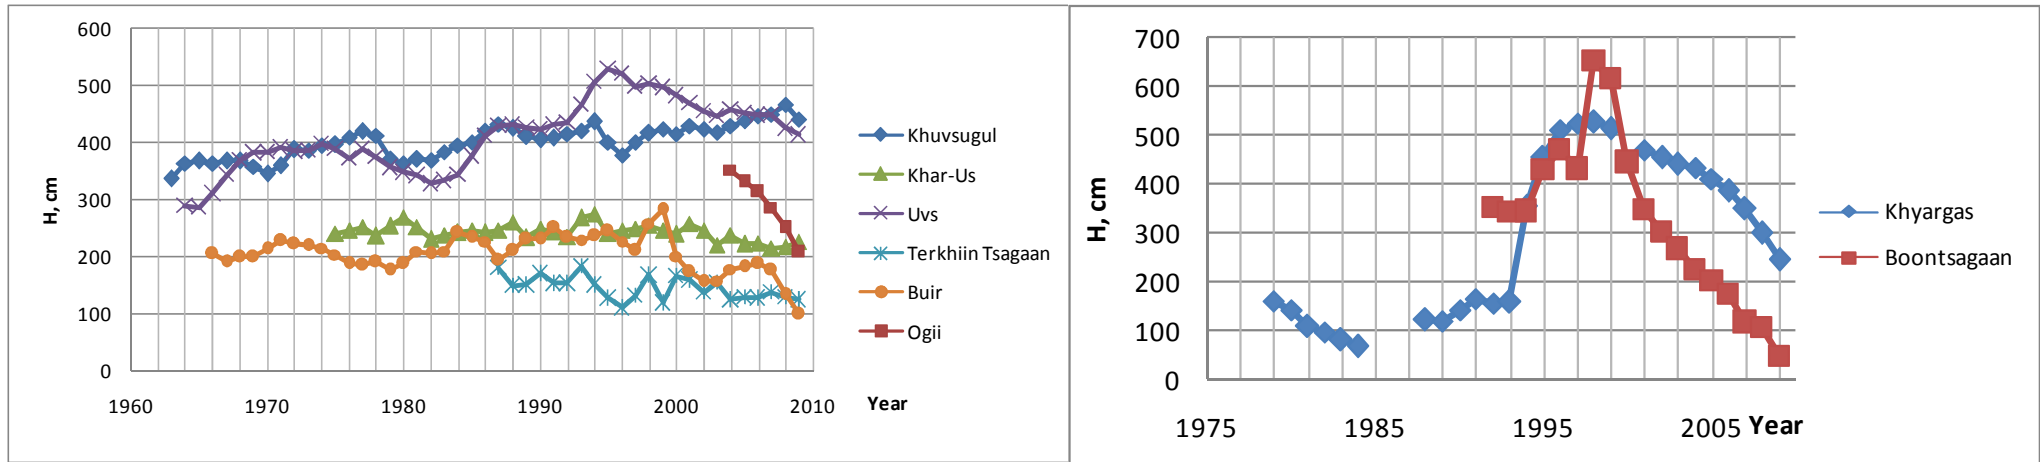 600
500
400
300
200
100
0
H, cm
1960 1970 1980 1990 2000 2010 Year
Khuvsugul
Khar-Us
Uvs
Terkhiin Tsagaan
Buir
Ogii
700
600
500
400
300
200
100
0
H, cm
1975 1985 1995 2005 Year
Khyargas
Boontsagaan